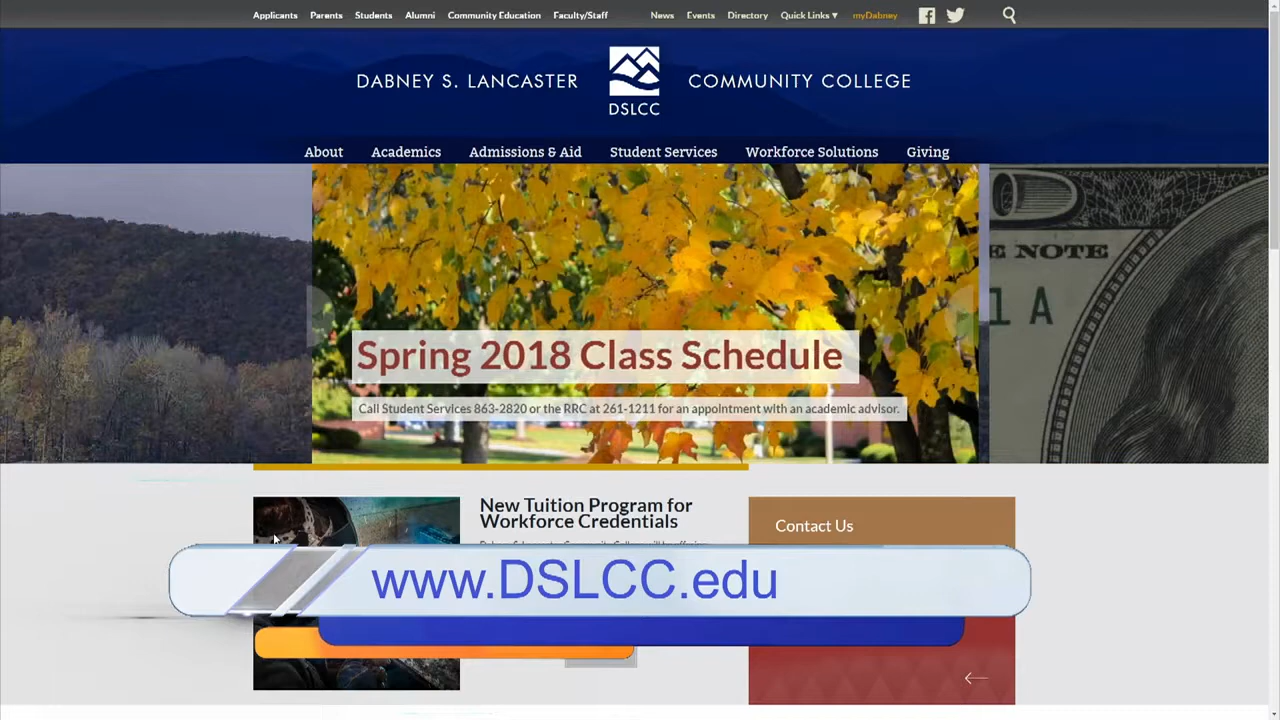 Applicants Parents Students Alumni Community Education Faculty/Staff News Events Directory Quick Links ▾ myDabney
DABNEY S. LANCASTER COMMUNITY COLLEGE
DSLCC
About Academics Admissions & Aid Student Services Workforce Solutions Giving
E NOTE
1 A
Spring 2018 Class Schedule
Call Student Services 863-2820 or the RRC at 261-1211 for an appointment with an academic advisor.
New Tuition Program for
Workforce Credentials
Contact Us
www.DSLCC.edu